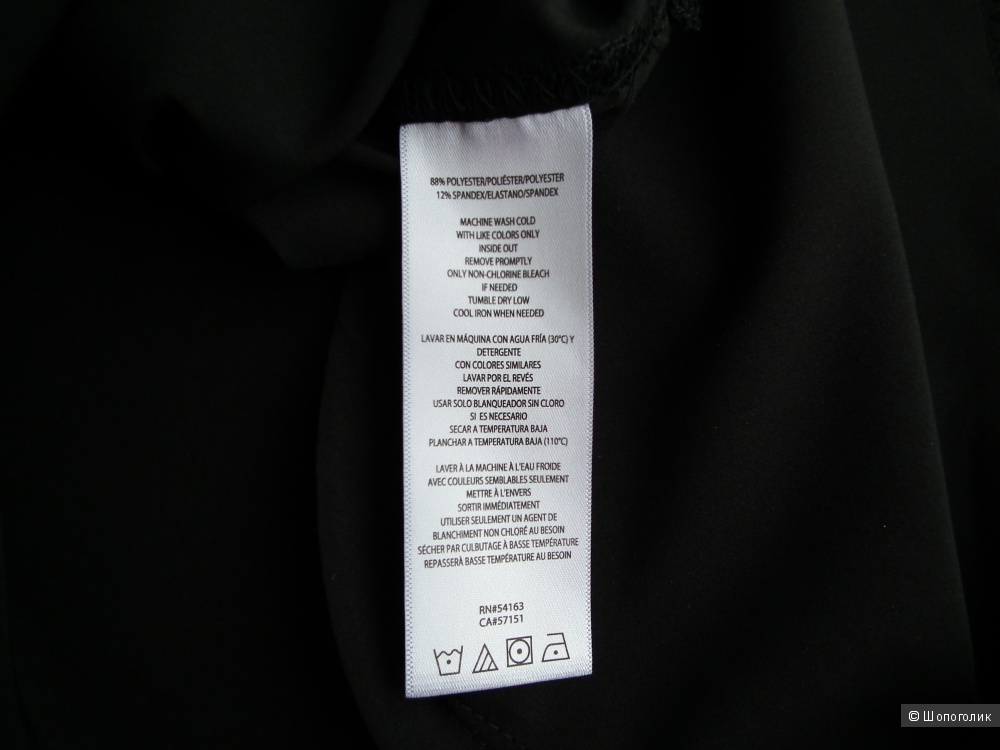 88% POLYESTER/POLIÉSTER/POLYESTER
12% SPANDEX/ELASTANO/SPANDEX
MACHINE WASH COLD
WITH LIKE COLORS ONLY
INSIDE OUT
REMOVE PROMPTLY
ONLY NON-CHLORINE BLEACH
IF NEEDED
TUMBLE DRY LOW
COOL IRON WHEN NEEDED
LAVAR EN MÁQUINA CON AGUA FRÍA (30°C) Y
DETERGENTE
CON COLORES SIMILARES
LAVAR POR EL REVÉS
REMOVER RÁPIDAMENTE
USAR SOLO BLANQUEADOR SIN CLORO
SI ES NECESARIO
SECAR A TEMPERATURA BAJA
PLANCHAR A TEMPERATURA BAJA (110°C)
LAVER À LA MACHINE À L'EAU FROIDE
AVEC COULEURS SEMBLABLES SEULEMENT
METTRE À L'ENVERS
SORTIR IMMÉDIATEMENT
UTILISER SEULEMENT UN AGENT DE
BLANCHIMENT NON CHLORÉ AU BESOIN
SÉCHER PAR CULBUTAGE À BASSE TEMPÉRATURE
REPASSERÀ BASSE TEMPÉRATURE AU BESOIN
RN#54163
CA#57151
© Шопоголик